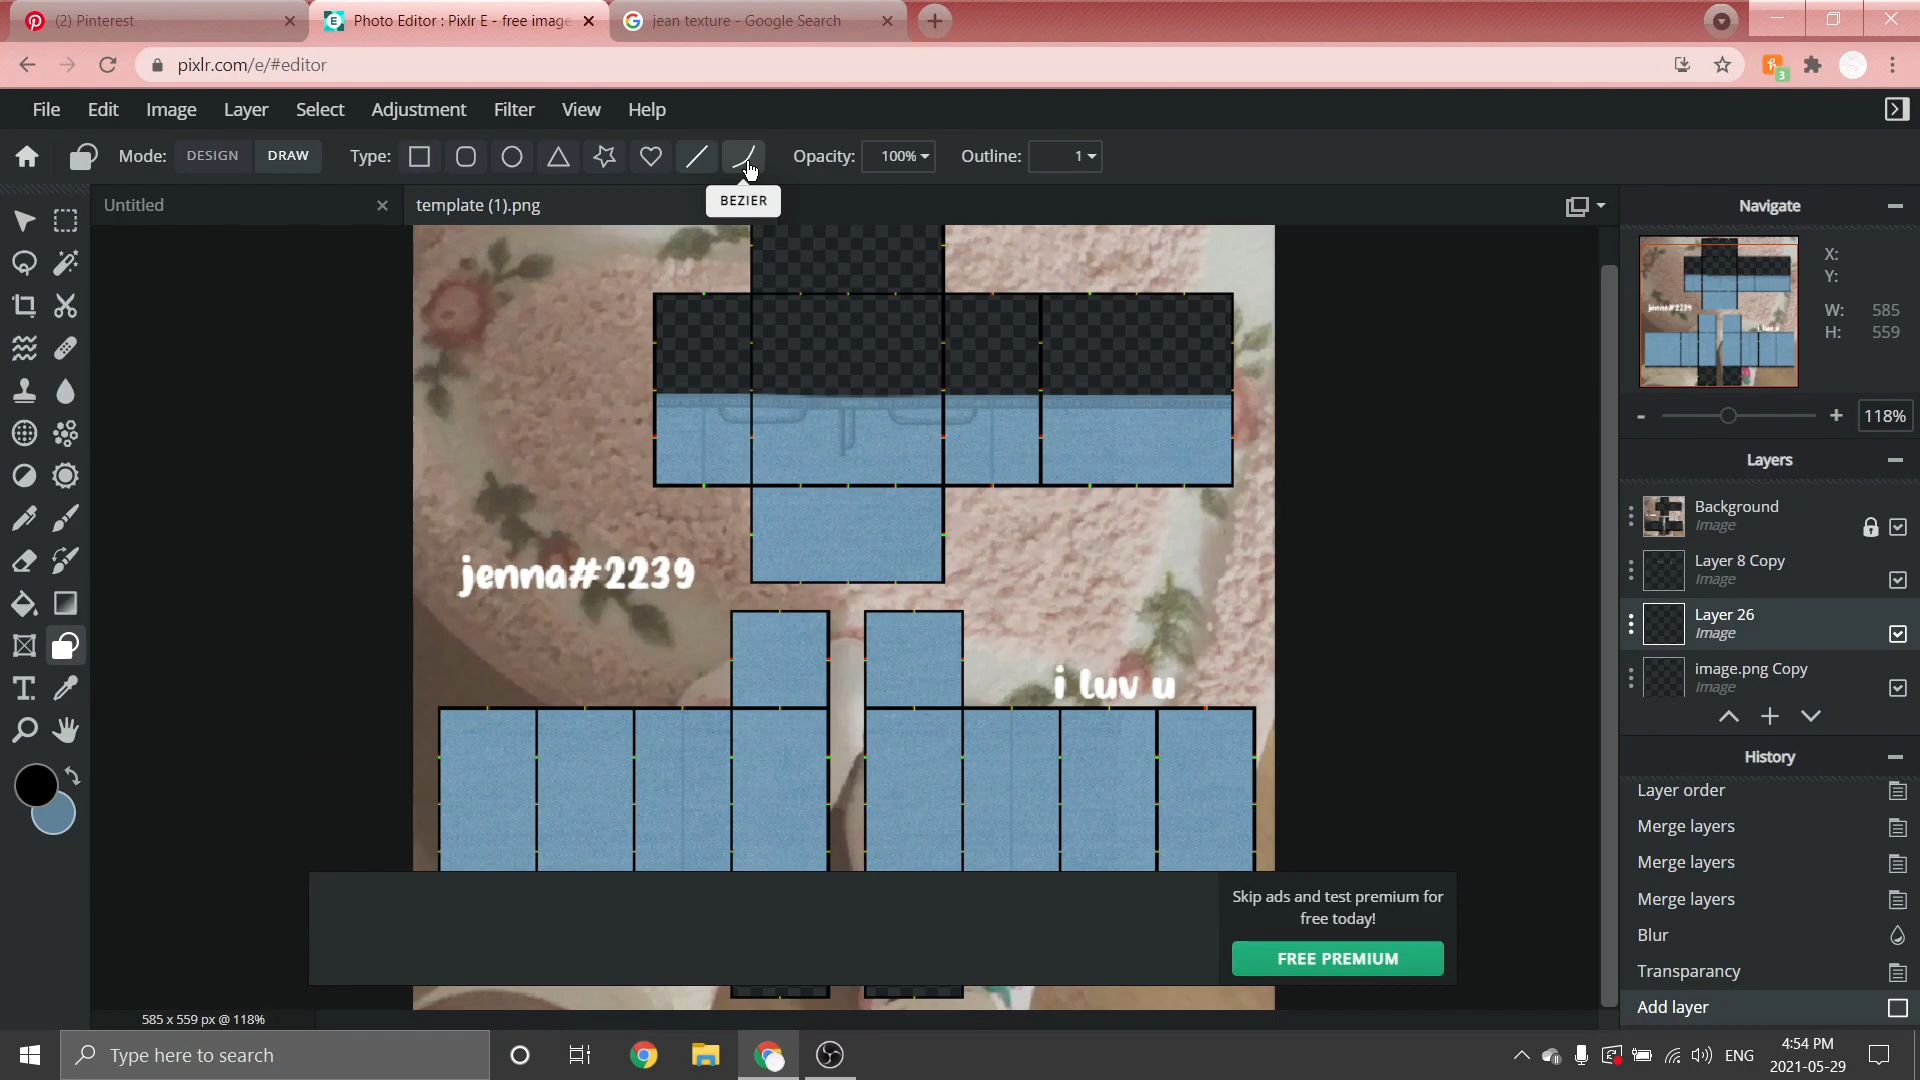 (2) Pinterest
Photo Editor : Pixlr E - free image
jean texture - Google Search
pixlr.com/e/#editor
3
File Edit Image Layer Select Adjustment Filter View Help
Mode: DESIGN DRAW Type: Opacity: 100% Outline: 1
BEZIER
Untitled
template (1).png
jenna#2239
i luv u
Skip ads and test premium for
free today!
FREE PREMIUM
585 x 559 px @ 118%
Navigate
X:
Y:
W: 585
H: 559
- + 118%
Layers
Background
Image
Layer 8 Copy
Image
Layer 26
Image
image.png Copy
Image
History
Layer order
Merge layers
Merge layers
Merge layers
Blur
Transparancy
Add layer
Type here to search
ENG
4:54 PM
2021-05-29